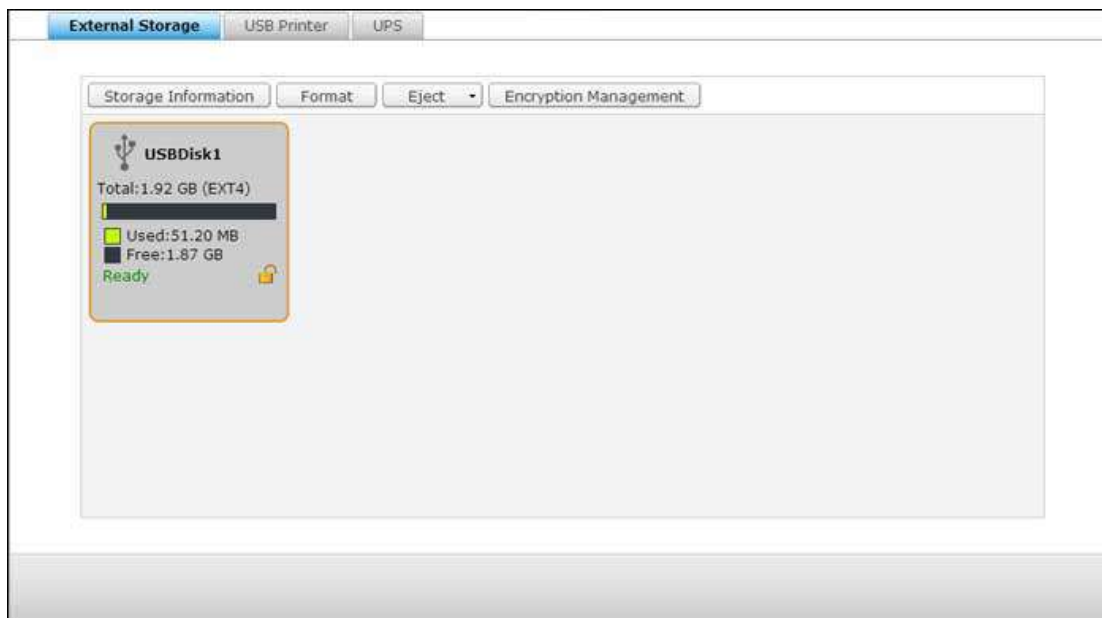 External Storage USB Printer UPS
Storage Information Format Eject Encryption Management
USBDisk1
Total:1.92 GB (EXT4)
Used:51.20 MB
Free:1.87 GB
Ready